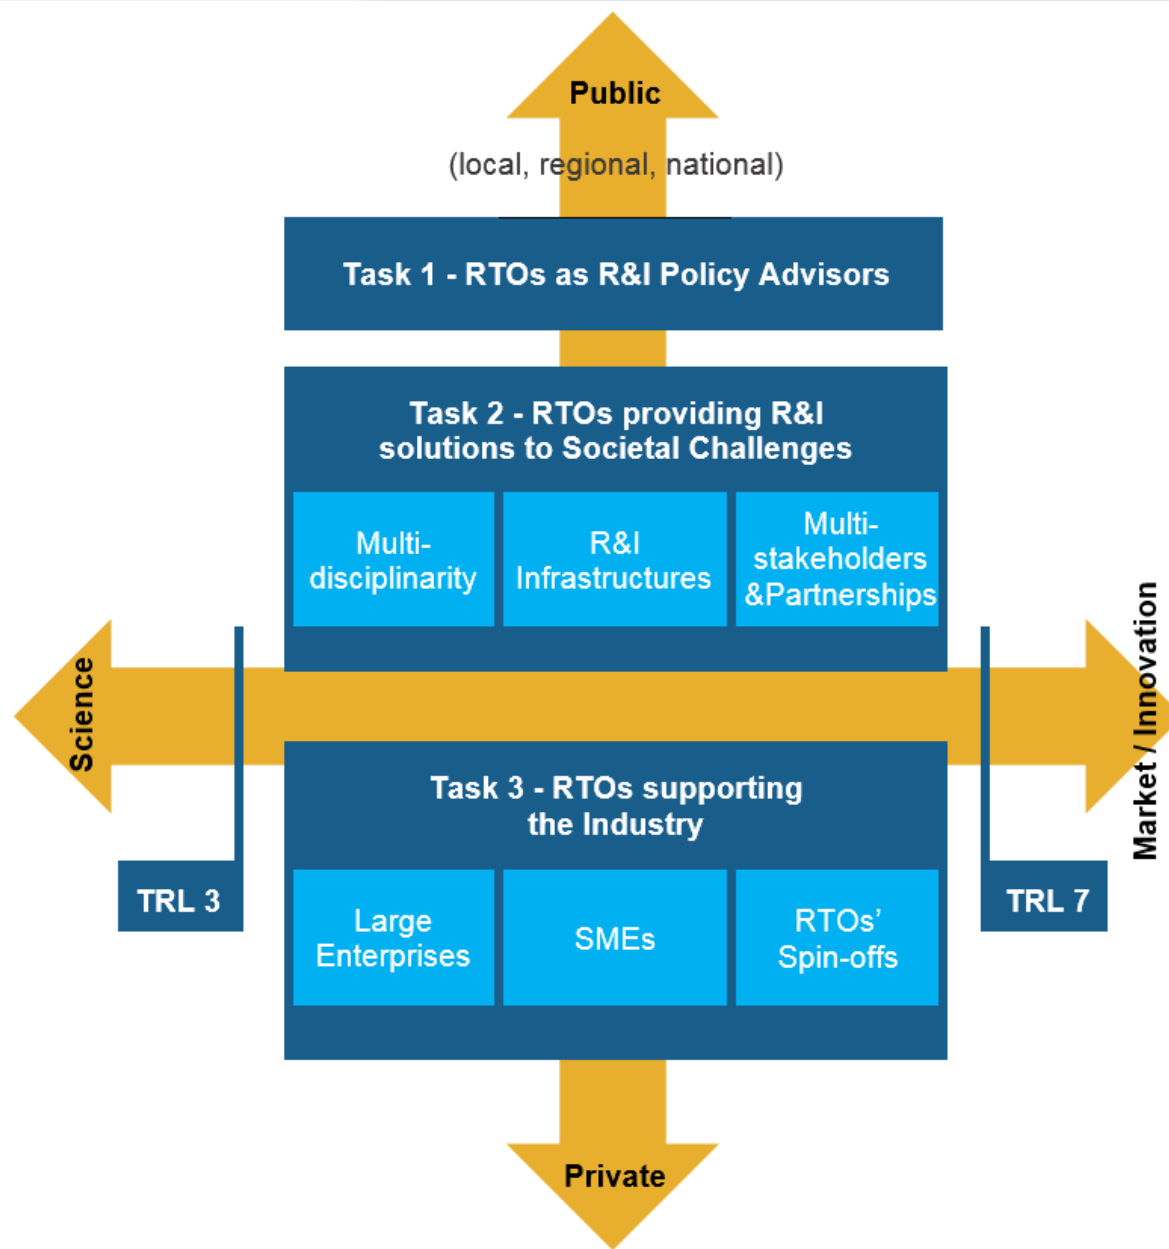 Public
(local, regional, national)
Task 1 - RTOs as R&I Policy Advisors
Task 2 - RTOs providing R&I
solutions to Societal Challenges
Multi-
disciplinarity
R&I
Infrastructures
Multi-
stakeholders
&Partnerships
Science
Market / Innovation
Task 3 - RTOs supporting
the Industry
TRL 3
Large
Enterprises
SMEs
RTOs’
Spin-offs
TRL 7
Private